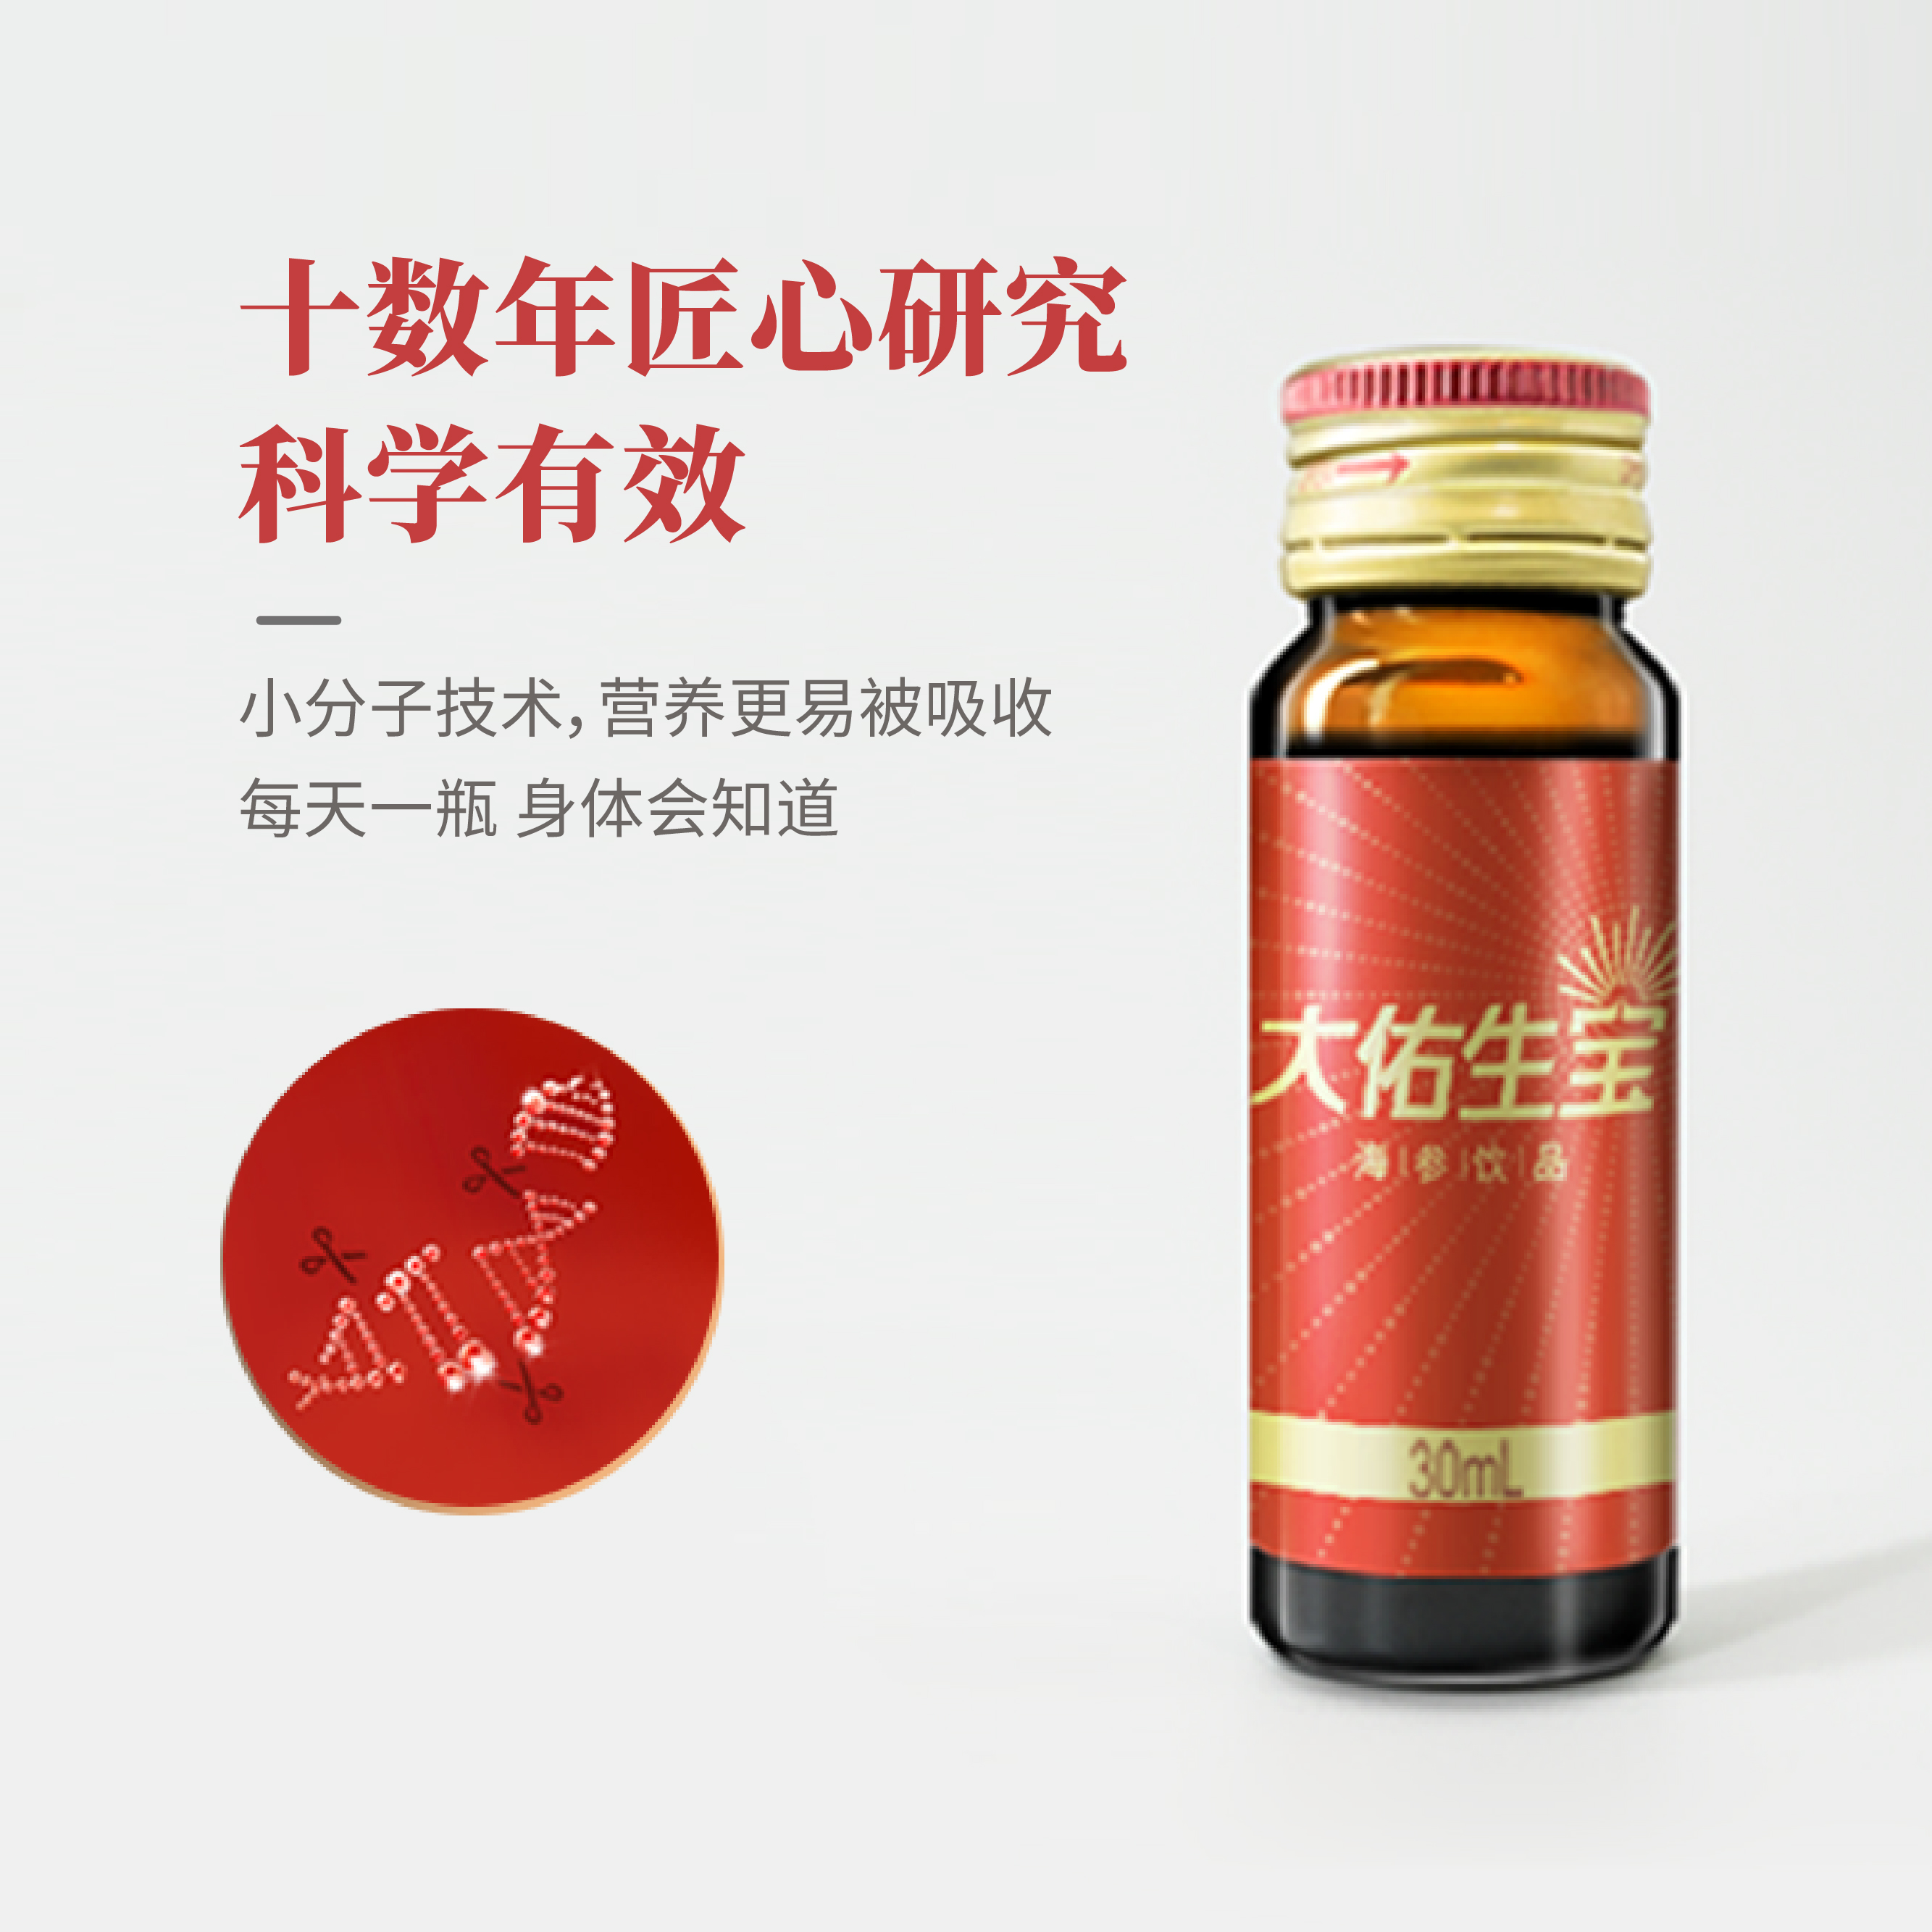 十数年匠心研究
科学有效
小分子技术，营养更易被吸收
每天一瓶 身体会知道
大佑生宝
海|参|饮|品
30mL